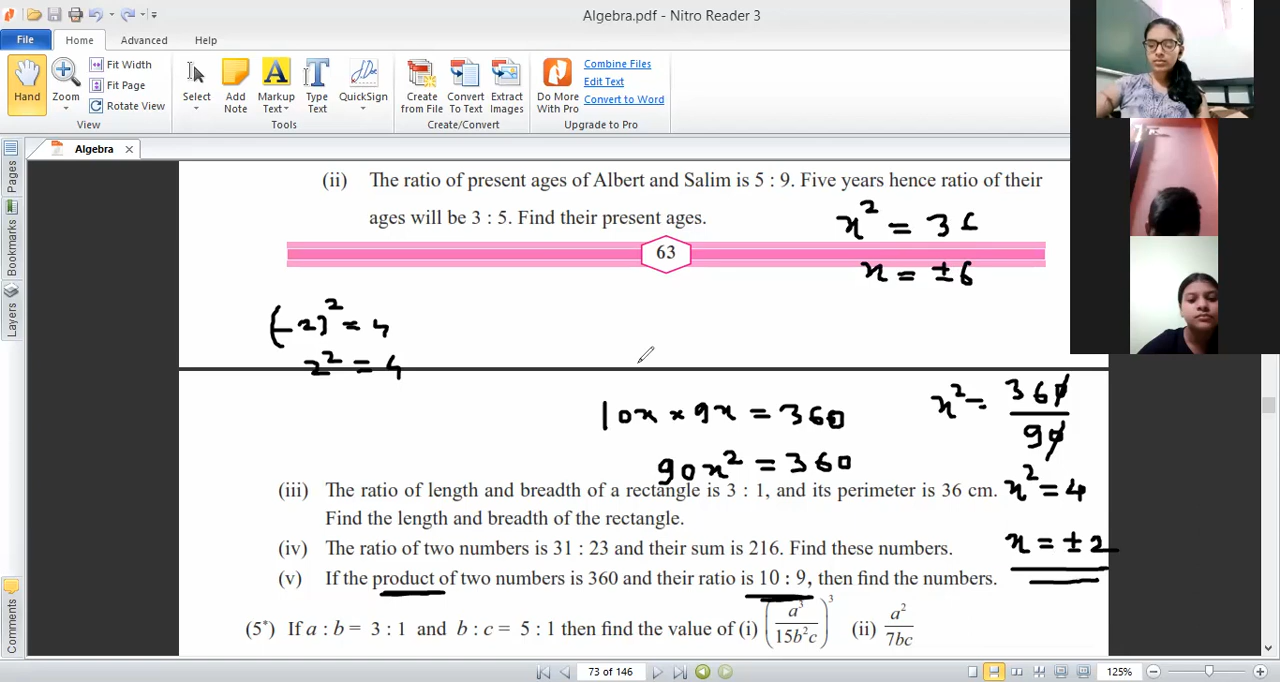 Algebra.pdf - Nitro Reader 3
File Home Advanced Help
Hand
Zoom
Fit Width
Fit Page
Rotate View
View
Select
Add Note
Markup Text
Type Text
QuickSign
Tools
Create from File
Convert To Text
Extract Images
Create/Convert
Do More With Pro
Combine Files
Edit Text
Convert to Word
Upgrade to Pro
Algebra
Pages
Bookmarks
Layers
Comments
(ii) The ratio of present ages of Albert and Salim is 5 : 9. Five years hence ratio of their
ages will be 3 : 5. Find their present ages.
x² = 36
63
x = ±6
(-2)² = 4
2² = 4
10x × 9x = 360
x² = 360/90
90x² = 360
(iii) The ratio of length and breadth of a rectangle is 3 : 1, and its perimeter is 36 cm.
x² = 4
Find the length and breadth of the rectangle.
(iv) The ratio of two numbers is 31 : 23 and their sum is 216. Find these numbers.
x = ±2
(v) If the product of two numbers is 360 and their ratio is 10 : 9, then find the numbers.
(5*) If a : b = 3 : 1 and b : c = 5 : 1 then find the value of (i) (a³/15b²c)³ (ii) a²/7bc
73 of 146
125%